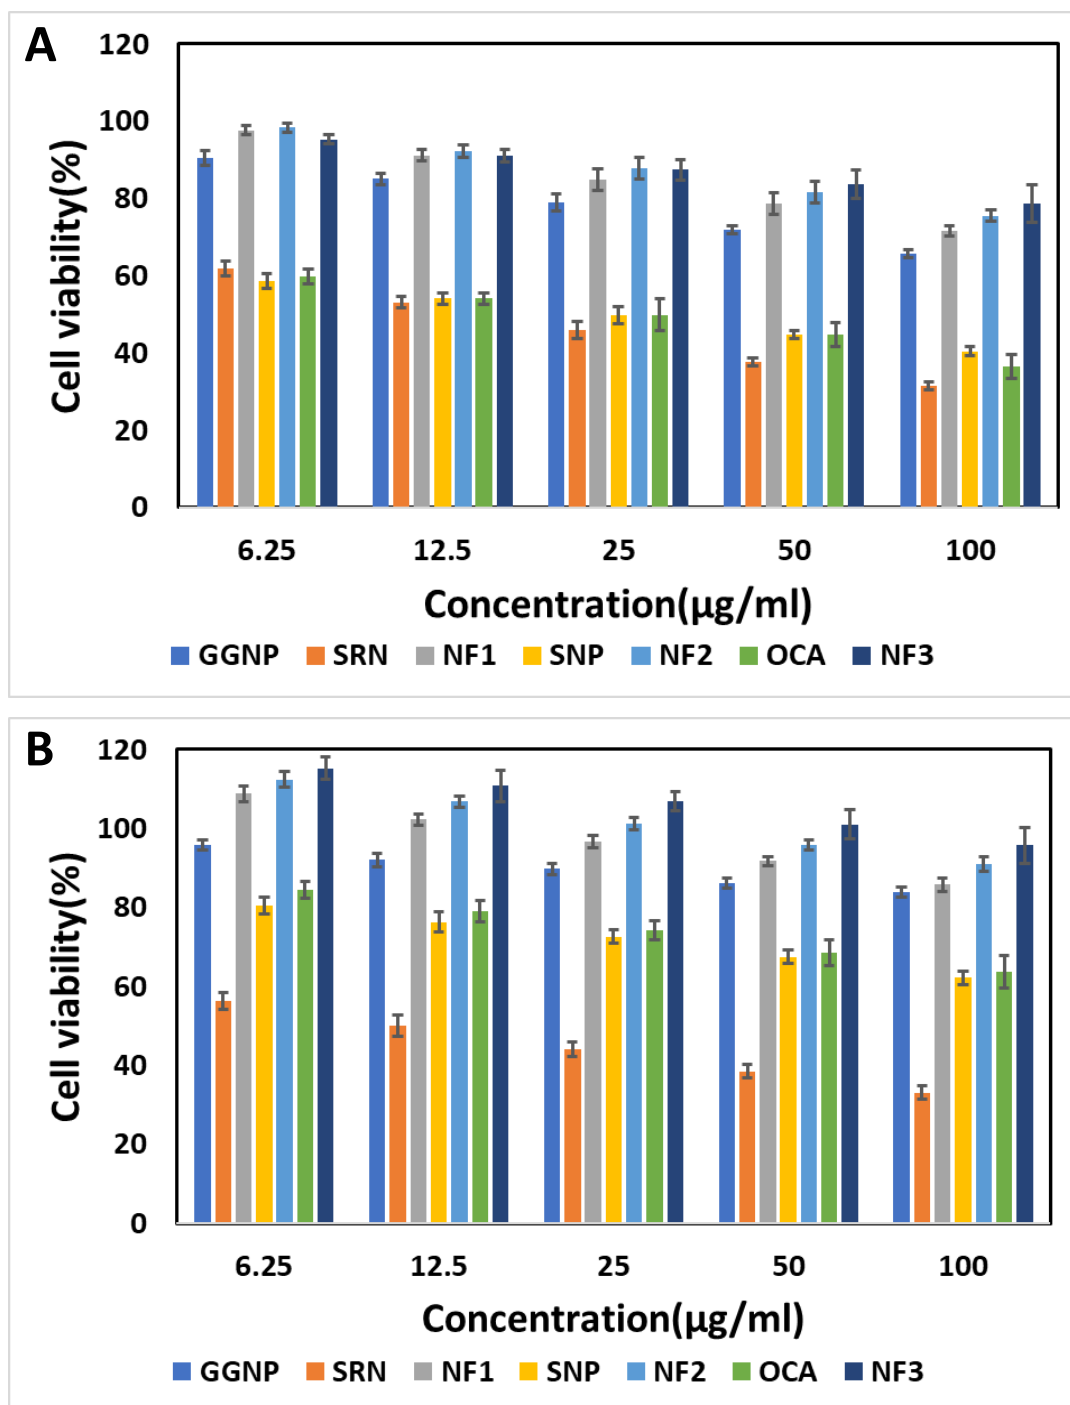 A
120
100
80
60
40
20
0
Cell viability(%)
6.25 12.5 25 50 100
Concentration(μg/ml)
GGNP SRN NF1 SNP NF2 OCA NF3
B
120
100
80
60
40
20
0
Cell viability(%)
6.25 12.5 25 50 100
Concentration(μg/ml)
GGNP SRN NF1 SNP NF2 OCA NF3